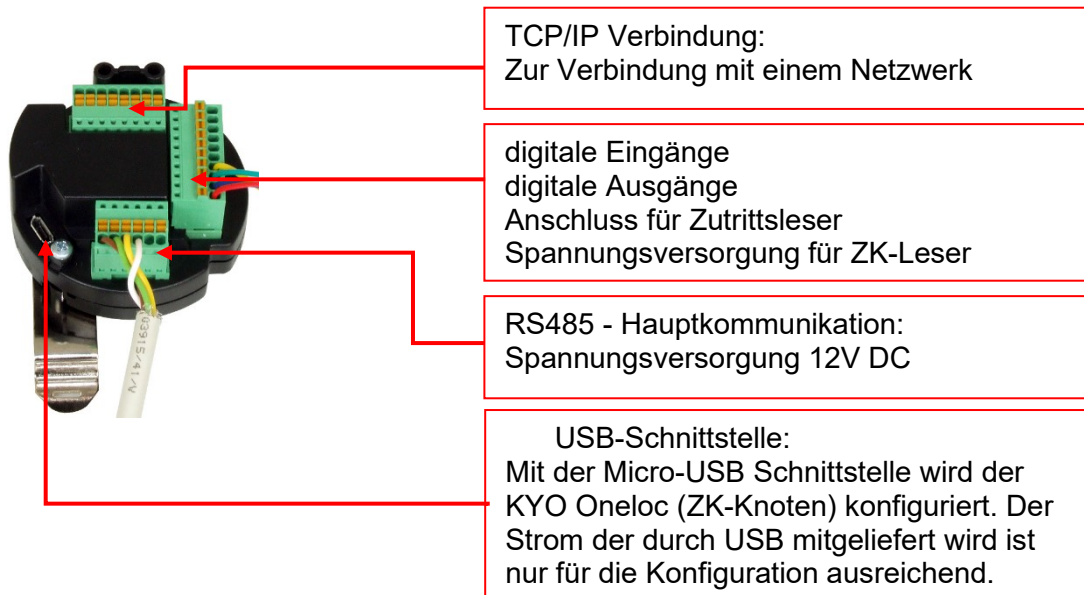 TCP/IP Verbindung:
Zur Verbindung mit einem Netzwerk
digitale Eingänge
digitale Ausgänge
Anschluss für Zutrittsleser
Spannungsversorgung für ZK-Leser
RS485 - Hauptkommunikation:
Spannungsversorgung 12V DC
03915/41/V
USB-Schnittstelle:
Mit der Micro-USB Schnittstelle wird der
KYO Oneloc (ZK-Knoten) konfiguriert. Der
Strom der durch USB mitgeliefert wird ist
nur für die Konfiguration ausreichend.